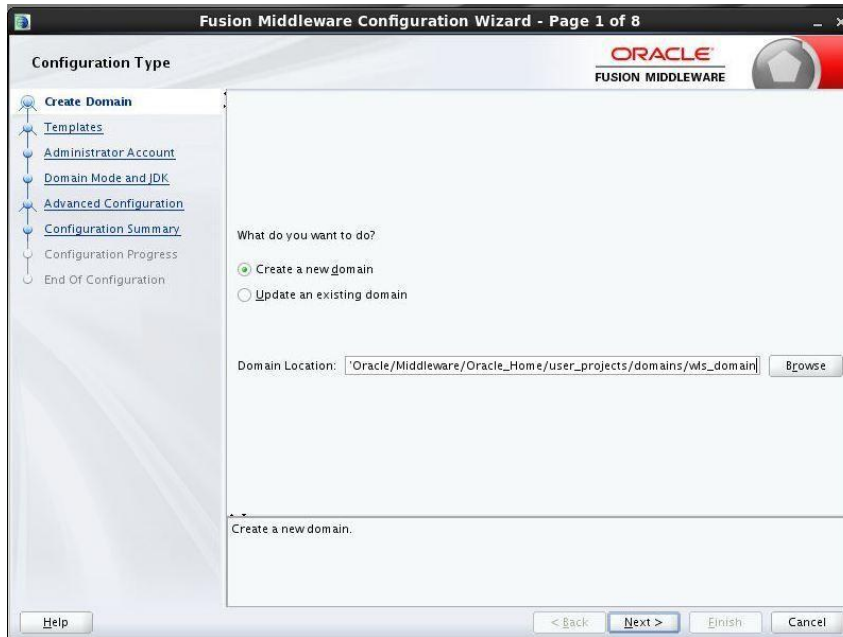 Fusion Middleware Configuration Wizard - Page 1 of 8
Configuration Type
ORACLE
FUSION MIDDLEWARE
Create Domain
Templates
Administrator Account
Domain Mode and JDK
Advanced Configuration
Configuration Summary
Configuration Progress
End Of Configuration
What do you want to do?
Create a new domain
Update an existing domain
Domain Location: 'Oracle/Middleware/Oracle_Home/user_projects/domains/wls_domain Browse
Create a new domain.
Help < Back Next > Finish Cancel